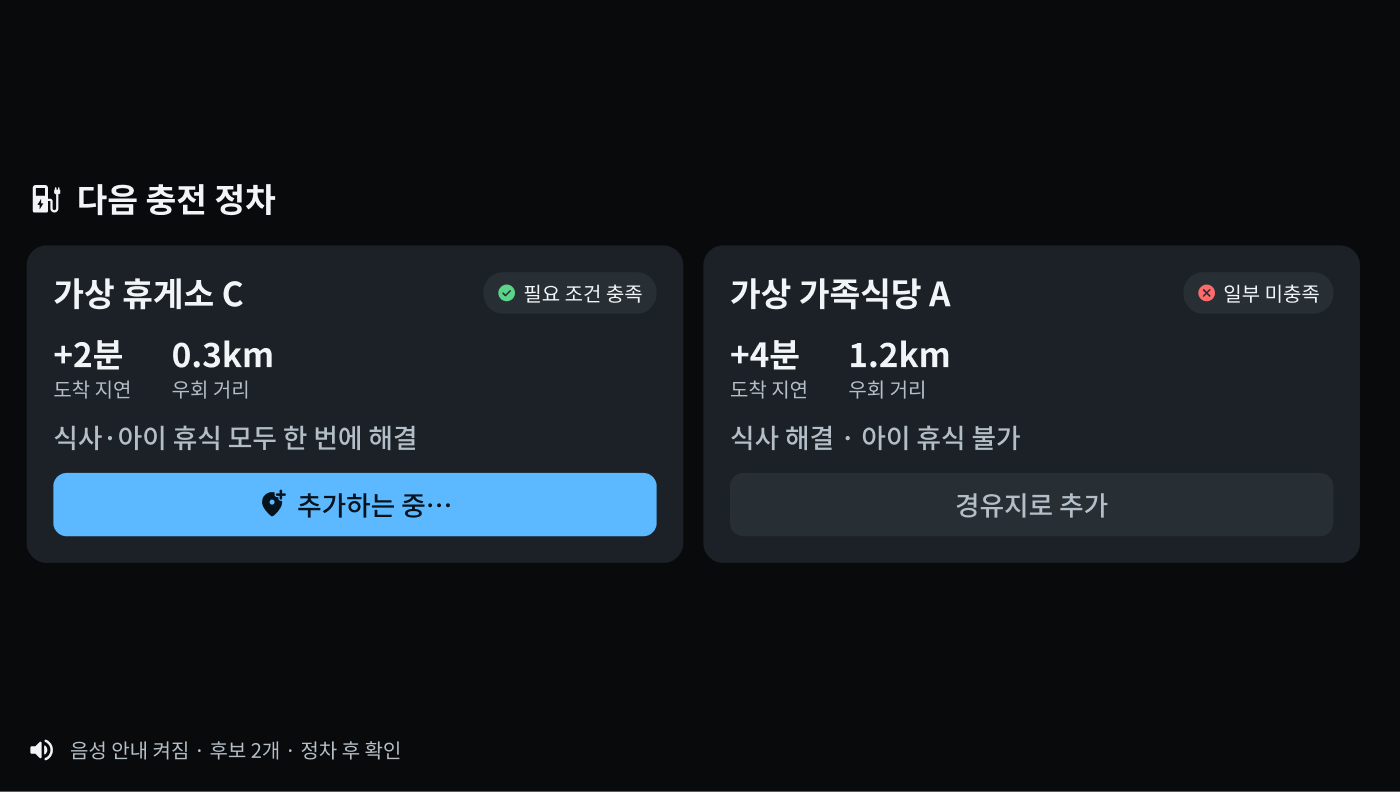 다음 충전 정차
가상 휴게소 C
필요 조건 충족
+2분
0.3km
도착 지연
우회 거리
식사·아이 휴식 모두 한 번에 해결
추가하는 중…
가상 가족식당 A
일부 미충족
+4분
1.2km
도착 지연
우회 거리
식사 해결 · 아이 휴식 불가
경유지로 추가
음성 안내 켜짐 · 후보 2개 · 정차 후 확인